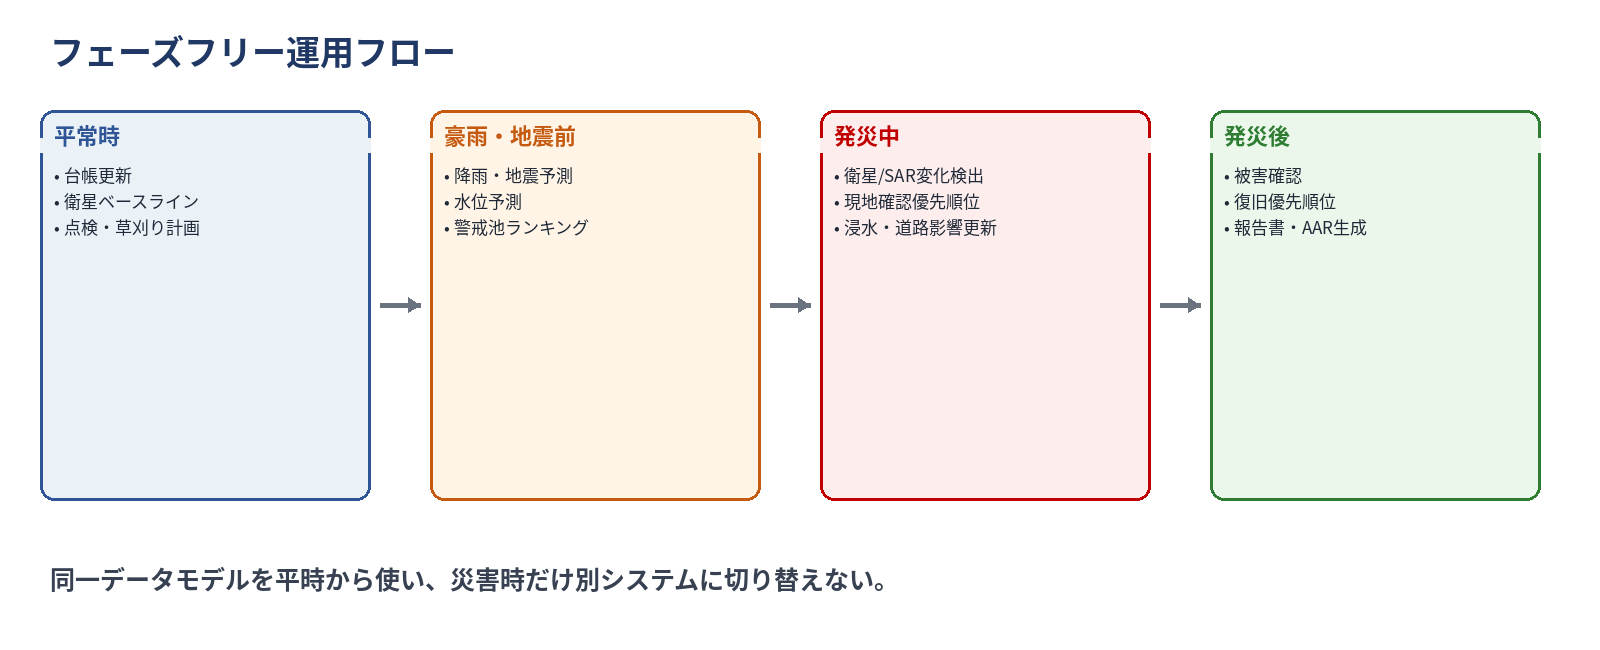 フェーズフリー運用フロー
平常時
• 台帳更新
• 衛星ベースライン
• 点検・草刈り計画
豪雨・地震前
• 降雨・地震予測
• 水位予測
• 警戒池ランキング
発災中
• 衛星/SAR変化検出
• 現地確認優先順位
• 浸水・道路影響更新
発災後
• 被害確認
• 復旧優先順位
• 報告書・AAR生成
同一データモデルを平時から使い、災害時だけ別システムに切り替えない。